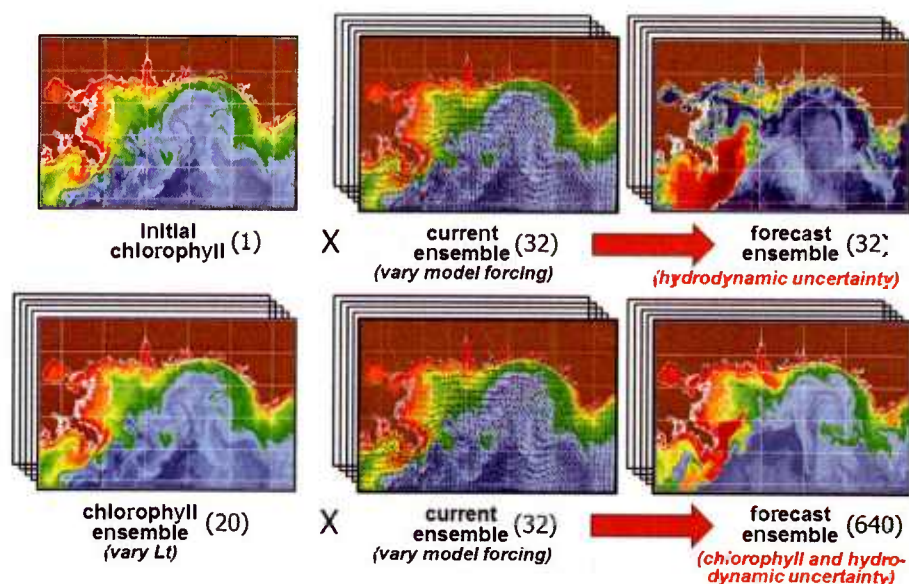 initial
chlorophyll (1)
X
current
ensemble (32)
(vary model forcing)
forecast
ensemble (32)
(hydrodynamic uncertainty)
chlorophyll
ensemble (20)
(vary Lt)
X
current
ensemble (32)
(vary model forcing)
forecast
ensemble (640)
(chlorophyll and hydro-
dynamic uncertainty)